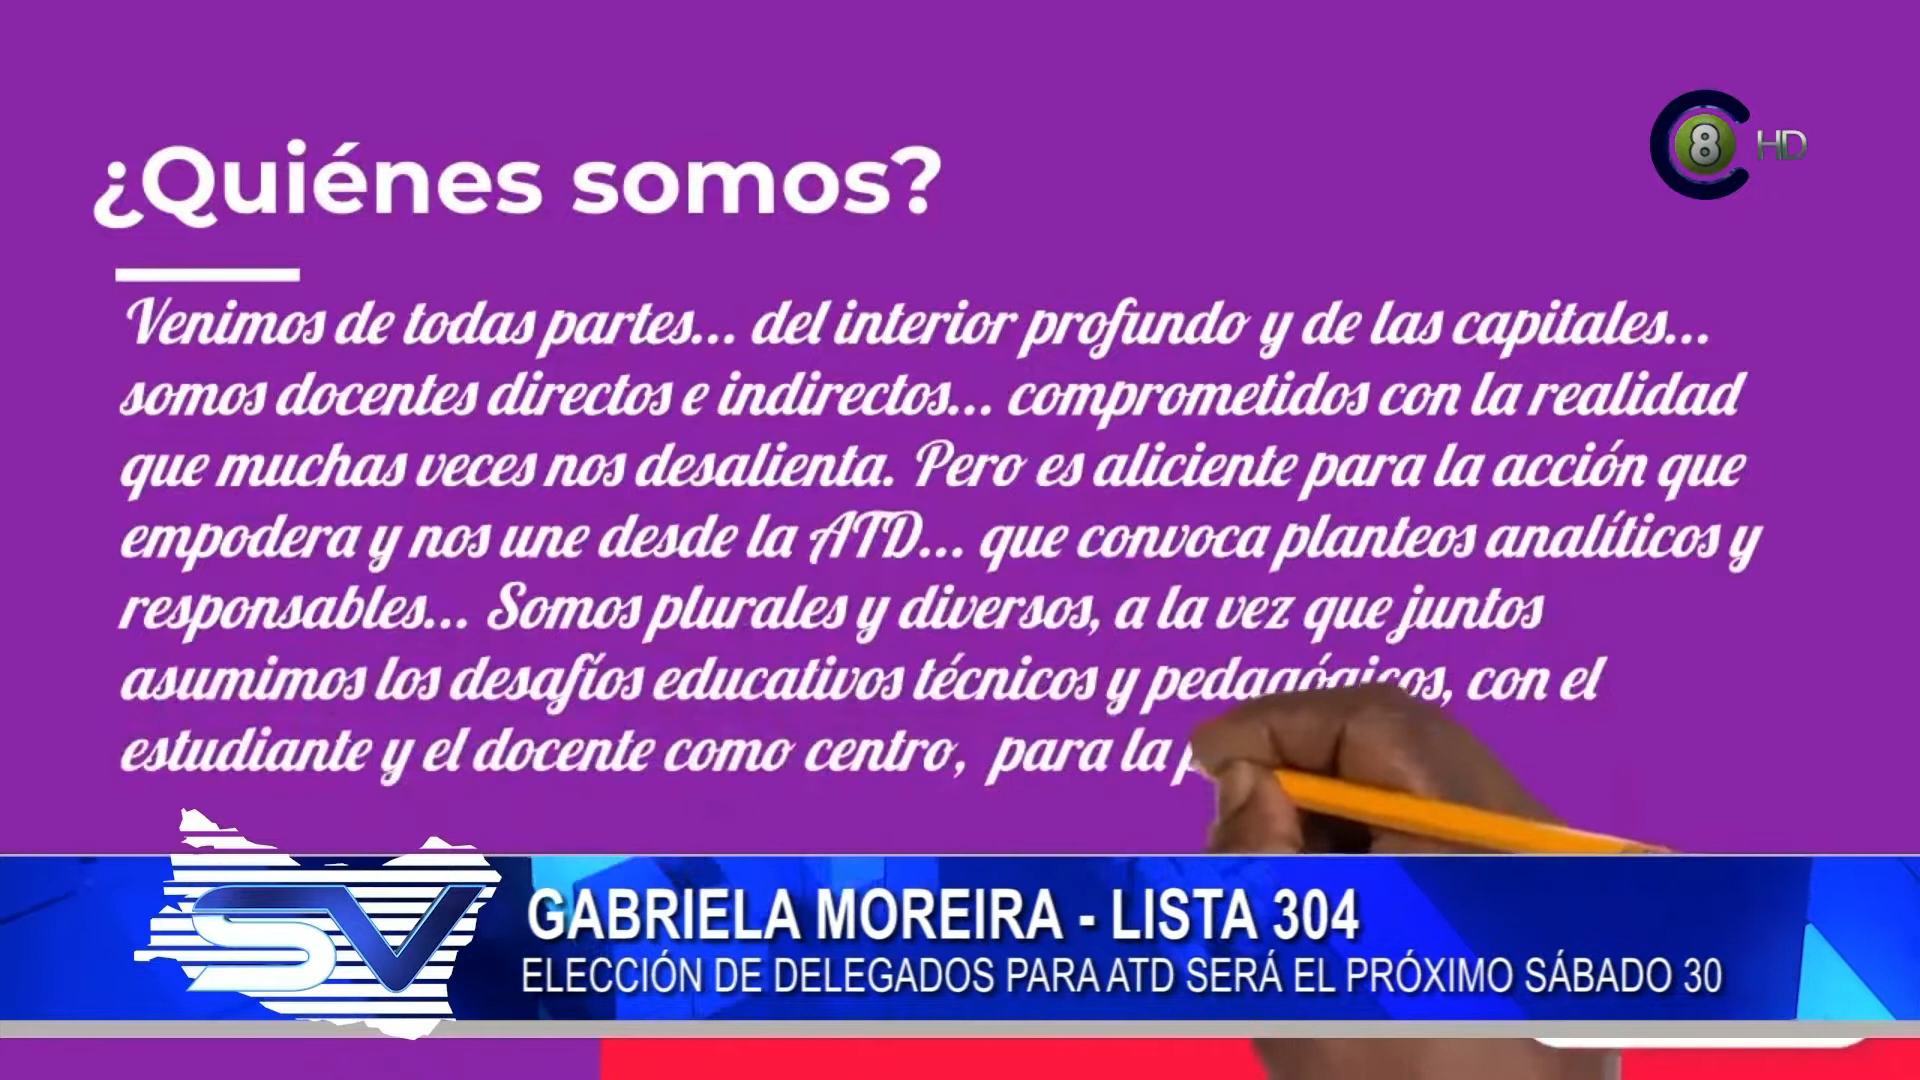 ¿Quiénes somos?
8 HD
Venimos de todas partes... del interior profundo y de las capitales...
somos docentes directos e indirectos... comprometidos con la realidad
que muchas veces nos desalienta. Pero es aliciente para la acción que
empodera y nos une desde la ATD... que convoca planteos analíticos y
responsables... Somos plurales y diversos, a la vez que juntos
asumimos los desafíos educativos técnicos y pedagógicos, con el
estudiante y el docente como centro, para la p
SV
GABRIELA MOREIRA - LISTA 304
ELECCIÓN DE DELEGADOS PARA ATD SERÁ EL PRÓXIMO SÁBADO 30